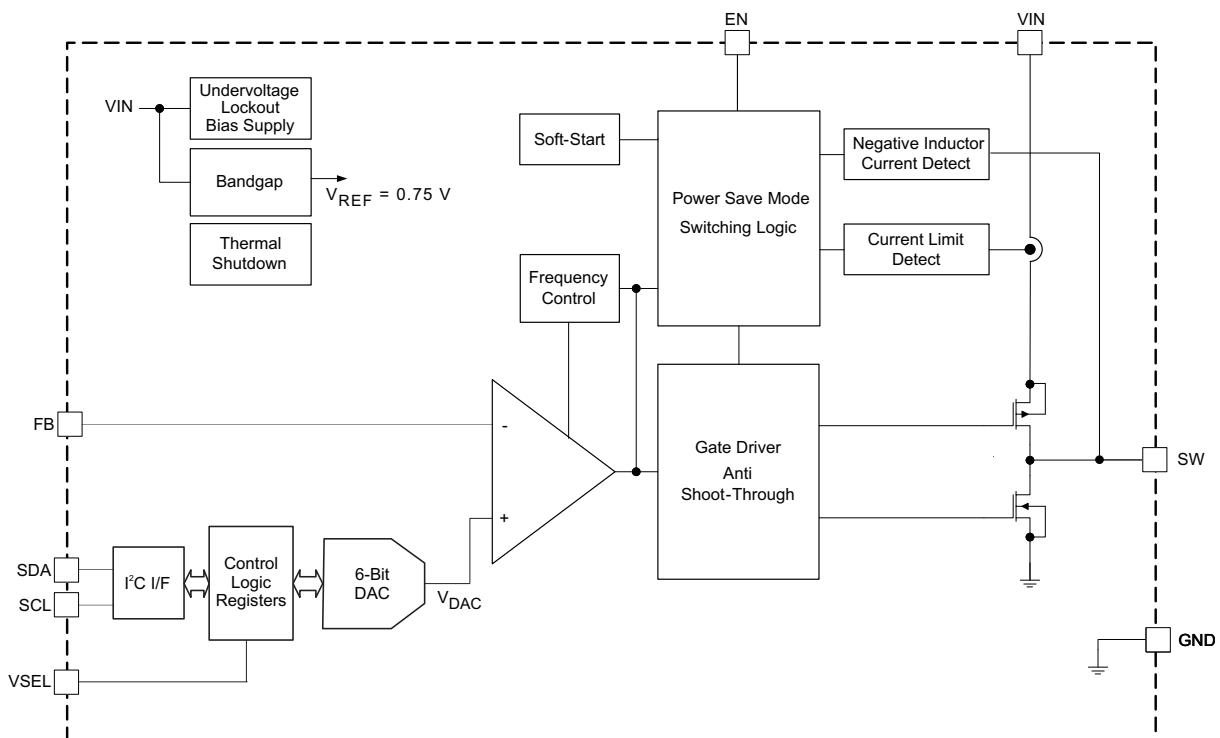 EN
VIN
VIN
Undervoltage
Lockout
Bias Supply
Bandgap
VREF = 0.75 V
Thermal
Shutdown
Soft-Start
Power Save Mode
Switching Logic
Negative Inductor
Current Detect
Current Limit
Detect
Frequency
Control
FB
-
+
Gate Driver
Anti
Shoot-Through
SW
SDA
SCL
I²C I/F
Control
Logic
Registers
6-Bit
DAC
VDAC
VSEL
GND